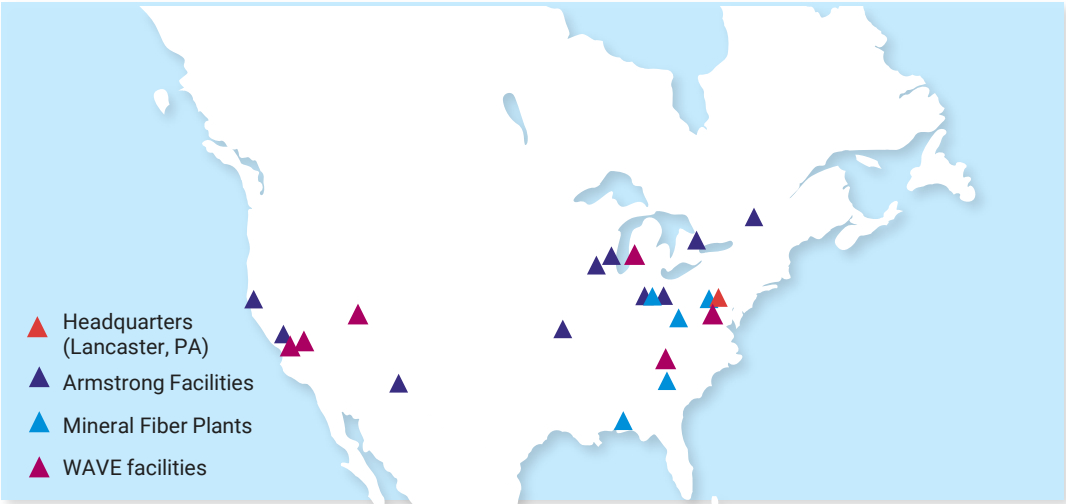 Headquarters
(Lancaster, PA)
Armstrong Facilities
Mineral Fiber Plants
WAVE facilities